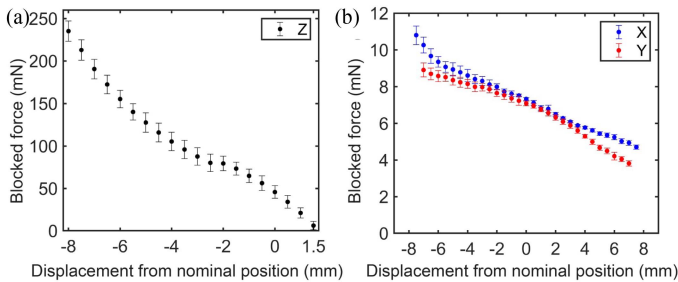 (a)
Z
250
200
150
100
50
0
Blocked force (mN)
-8 -6 -4 -2 0 1.5
Displacement from nominal position (mm)
(b)
X
Y
12
10
8
6
4
2
0
Blocked force (mN)
-8 -6 -4 -2 0 2 4 6 8
Displacement from nominal position (mm)